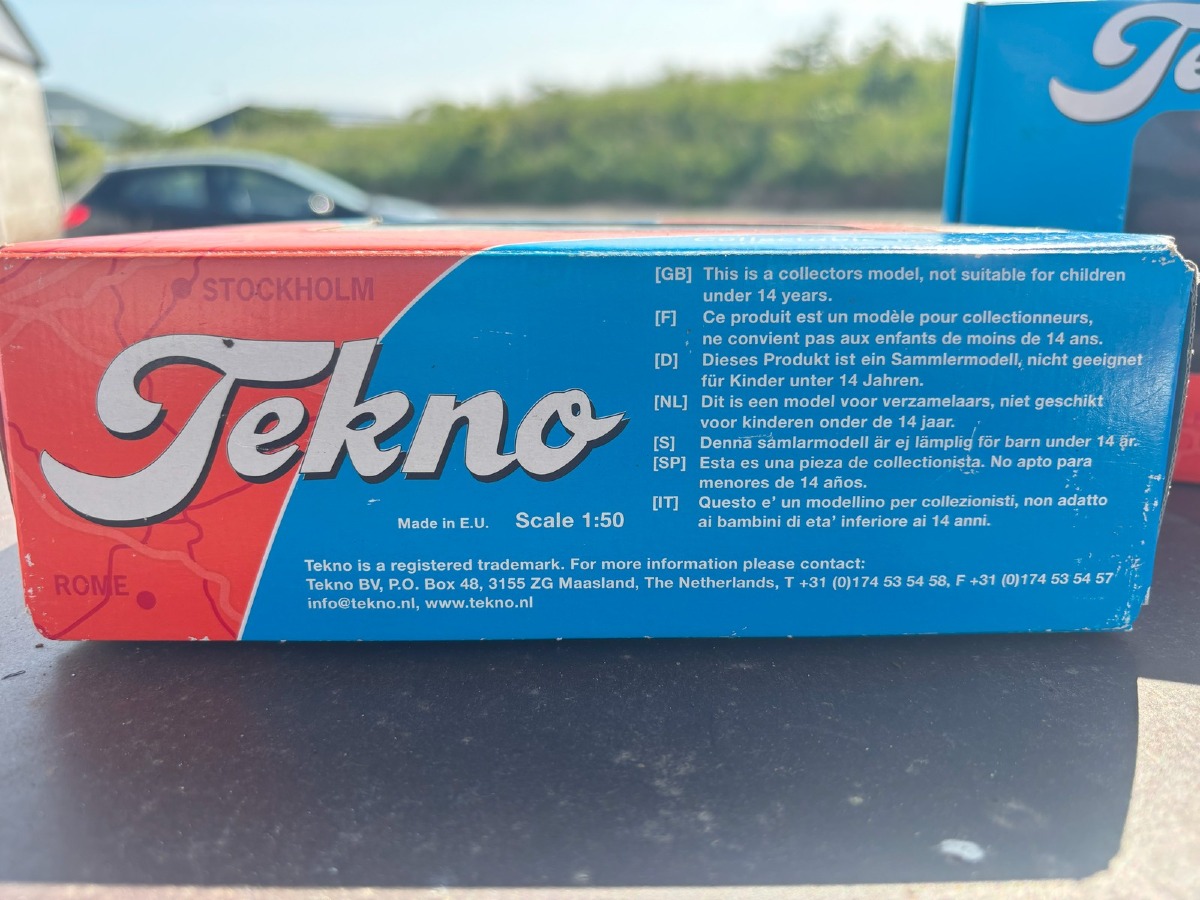 STOCKHOLM
Tekno
ROME
Made in E.U. Scale 1:50
[GB] This is a collectors model, not suitable for children
under 14 years.
[F] Ce produit est un modèle pour collectionneurs,
ne convient pas aux enfants de moins de 14 ans.
[D] Dieses Produkt ist ein Sammlermodell, nicht geeignet
für Kinder unter 14 Jahren.
[NL] Dit is een model voor verzamelaars, niet geschikt
voor kinderen onder de 14 jaar.
[S] Denna samlarmodell är ej lämplig för barn under 14 år.
[SP] Esta es una pieza de collectionista. No apto para
menores de 14 años.
[IT] Questo e' un modellino per collezionisti, non adatto
ai bambini di eta' inferiore ai 14 anni.
Tekno is a registered trademark. For more information please contact:
Tekno BV, P.O. Box 48, 3155 ZG Maasland, The Netherlands, T +31 (0)174 53 54 58, F +31 (0)174 53 54 57
info@tekno.nl, www.tekno.nl
Te